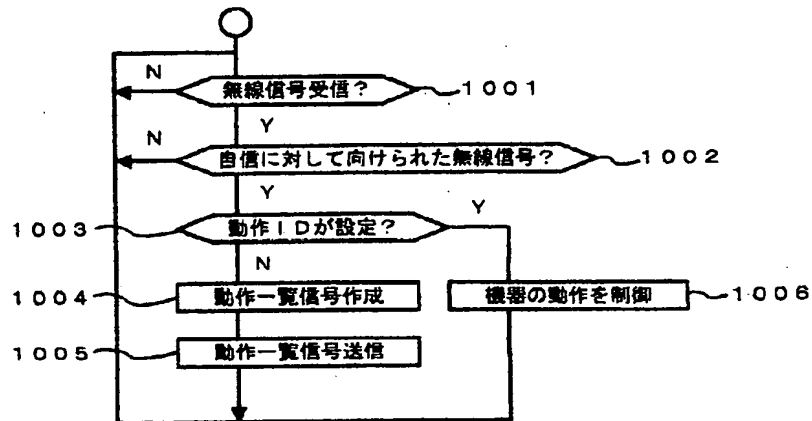 N
無線信号受信?
1001
Y
N
自信に対して向けられた無線信号?
1002
Y
Y
1003
動作IDが設定?
N
1004
動作一覧信号作成
機器の動作を制御
1006
1005
動作一覧信号送信